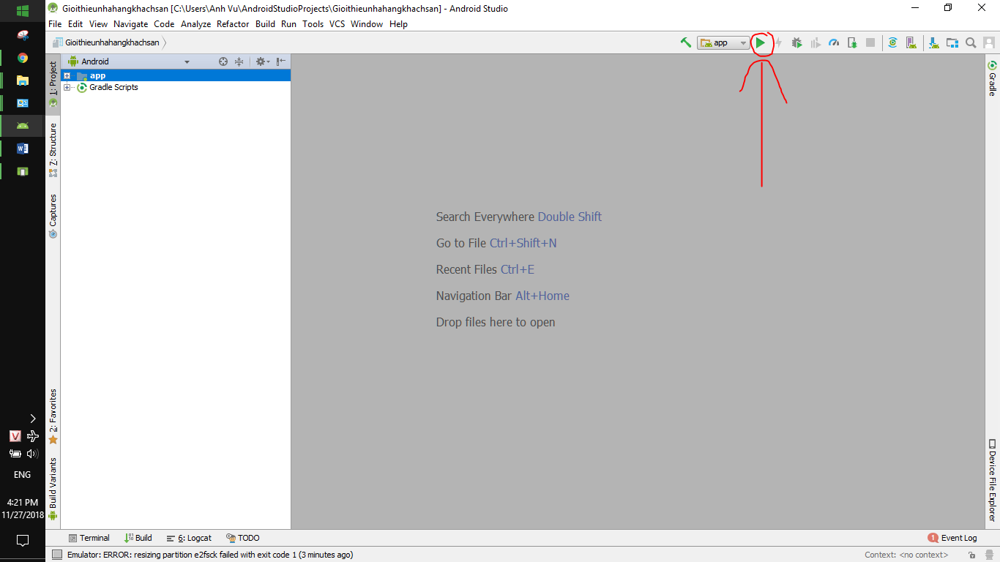 Gioithieunhahangkhachsan [C:\Users\Anh Vu\AndroidStudioProjects\Gioithieunhahangkhachsan] - Android Studio
File Edit View Navigate Code Analyze Refactor Build Run Tools VCS Window Help
Gioithieunhahangkhachsan
app
Android
app
Gradle Scripts
1: Project
7: Structure
Captures
2: Favorites
Build Variants
Gradle
Device File Explorer
Search Everywhere Double Shift
Go to File Ctrl+Shift+N
Recent Files Ctrl+E
Navigation Bar Alt+Home
Drop files here to open
V
ENG
4:21 PM
11/27/2018
Terminal Build 6: Logcat TODO
1 Event Log
Emulator: ERROR: resizing partition e2fsck failed with exit code 1 (3 minutes ago)
Context: <no context>